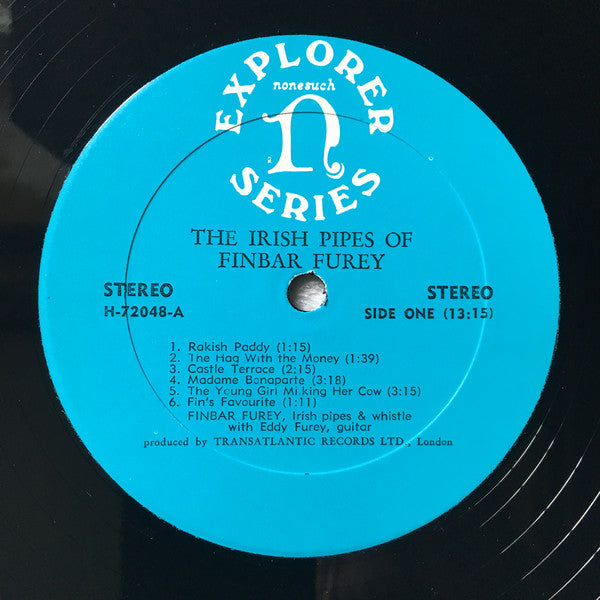 EXPLORER
nonesuch
n
SERIES
THE IRISH PIPES OF
FINBAR FUREY
STEREO
H-72048-A
STEREO
SIDE ONE (13:15)
1. Rakish Paddy (1:15)
2. The Hag With the Money (1:39)
3. Castle Terrace (2:15)
4. Madame Bonaparte (3:18)
5. The Young Girl Milking Her Cow (3:15)
6. Fin's Favourite (1:11)
FINBAR FUREY, Irish pipes & whistle
with Eddy Furey, guitar
produced by TRANSATLANTIC RECORDS LTD., London